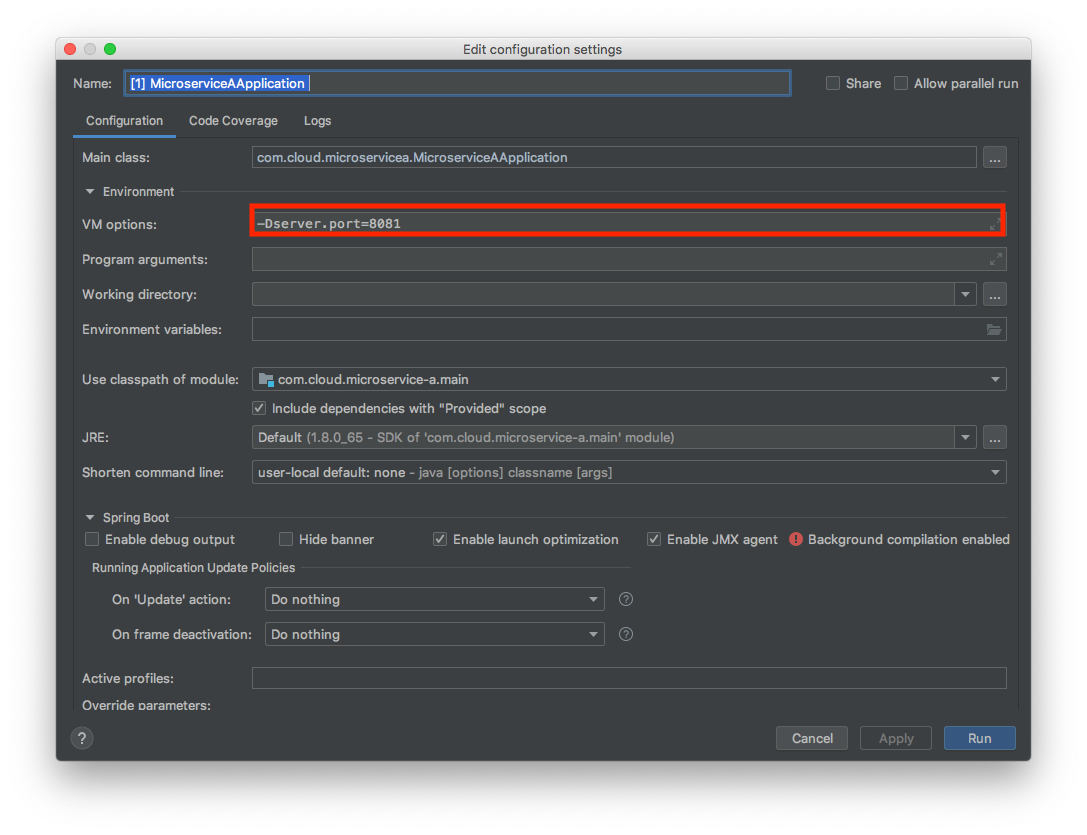 Edit configuration settings
Name: [1] MicroserviceAApplication Share Allow parallel run
Configuration Code Coverage Logs
Main class: com.cloud.microservicea.MicroserviceAApplication ...
Environment
VM options: -Dserver.port=8081
Program arguments:
Working directory: ...
Environment variables:
Use classpath of module: com.cloud.microservice-a.main
Include dependencies with "Provided" scope
JRE: Default (1.8.0_65 - SDK of 'com.cloud.microservice-a.main' module) ...
Shorten command line: user-local default: none - java [options] classname [args]
Spring Boot
Enable debug output Hide banner Enable launch optimization Enable JMX agent ! Background compilation enabled
Running Application Update Policies
On 'Update' action: Do nothing ?
On frame deactivation: Do nothing ?
Active profiles:
Override parameters:
? Cancel Apply Run